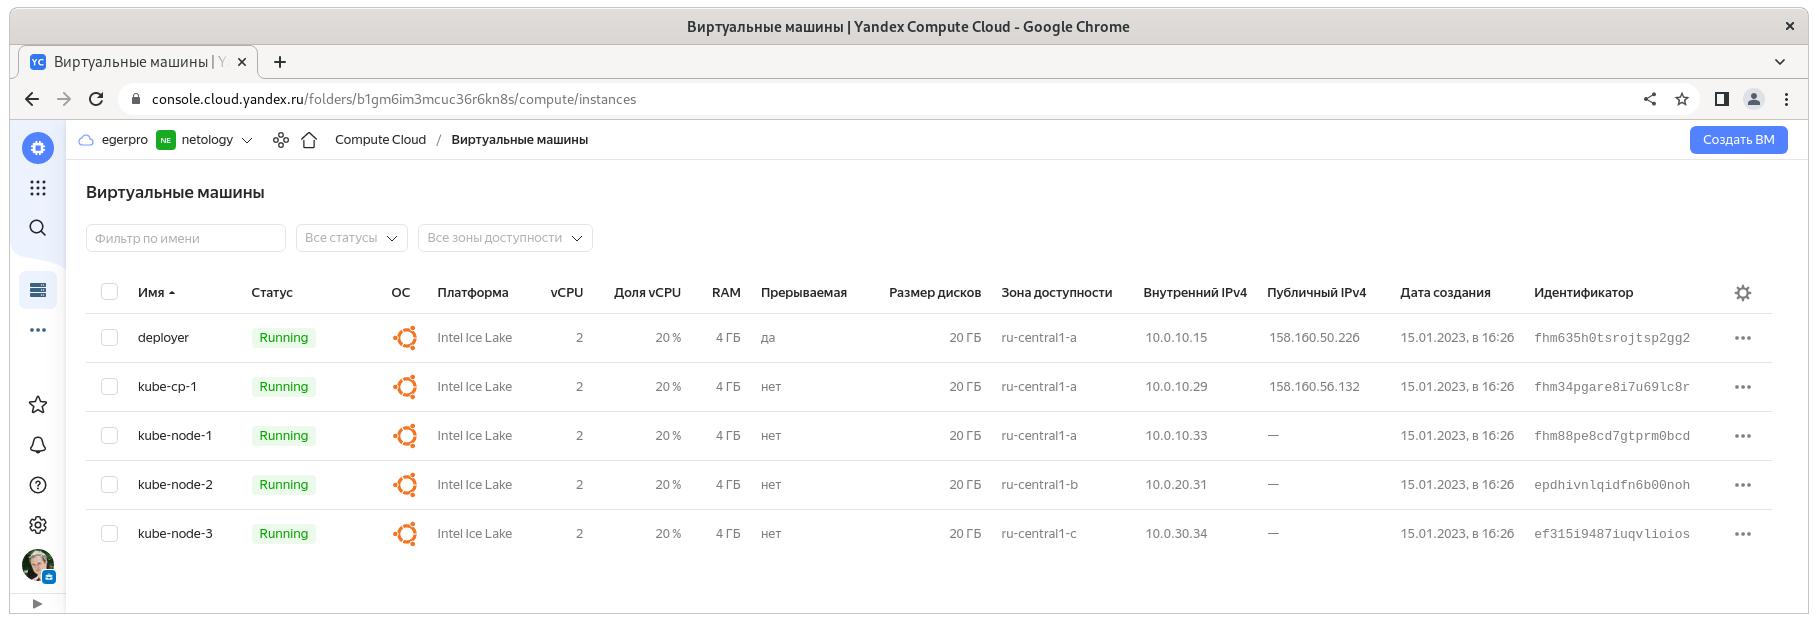 Виртуальные машины | Yandex Compute Cloud - Google Chrome
YC Виртуальные машины | Y
console.cloud.yandex.ru/folders/b1gm6im3mcuc36r6kn8s/compute/instances
egerpro NE netology Compute Cloud / Виртуальные машины Создать ВМ
Виртуальные машины
Фильтр по имени Все статусы Все зоны доступности
Имя Статус ОС Платформа vCPU Доля vCPU RAM Прерываемая Размер дисков Зона доступности Внутренний IPv4 Публичный IPv4 Дата создания Идентификатор
deployer Running Intel Ice Lake 2 20 % 4 ГБ да 20 ГБ ru-central1-a 10.0.10.15 158.160.50.226 15.01.2023, в 16:26 fhm635h0tsrojtsp2gg2
kube-cp-1 Running Intel Ice Lake 2 20 % 4 ГБ нет 20 ГБ ru-central1-a 10.0.10.29 158.160.56.132 15.01.2023, в 16:26 fhm34pgare8i7u69lc8r
kube-node-1 Running Intel Ice Lake 2 20 % 4 ГБ нет 20 ГБ ru-central1-a 10.0.10.33 — 15.01.2023, в 16:26 fhm88pe8cd7gtprm0bcd
kube-node-2 Running Intel Ice Lake 2 20 % 4 ГБ нет 20 ГБ ru-central1-b 10.0.20.31 — 15.01.2023, в 16:26 epdhivnlqidfn6b00noh
kube-node-3 Running Intel Ice Lake 2 20 % 4 ГБ нет 20 ГБ ru-central1-c 10.0.30.34 — 15.01.2023, в 16:26 ef315i9487iuqvlioios